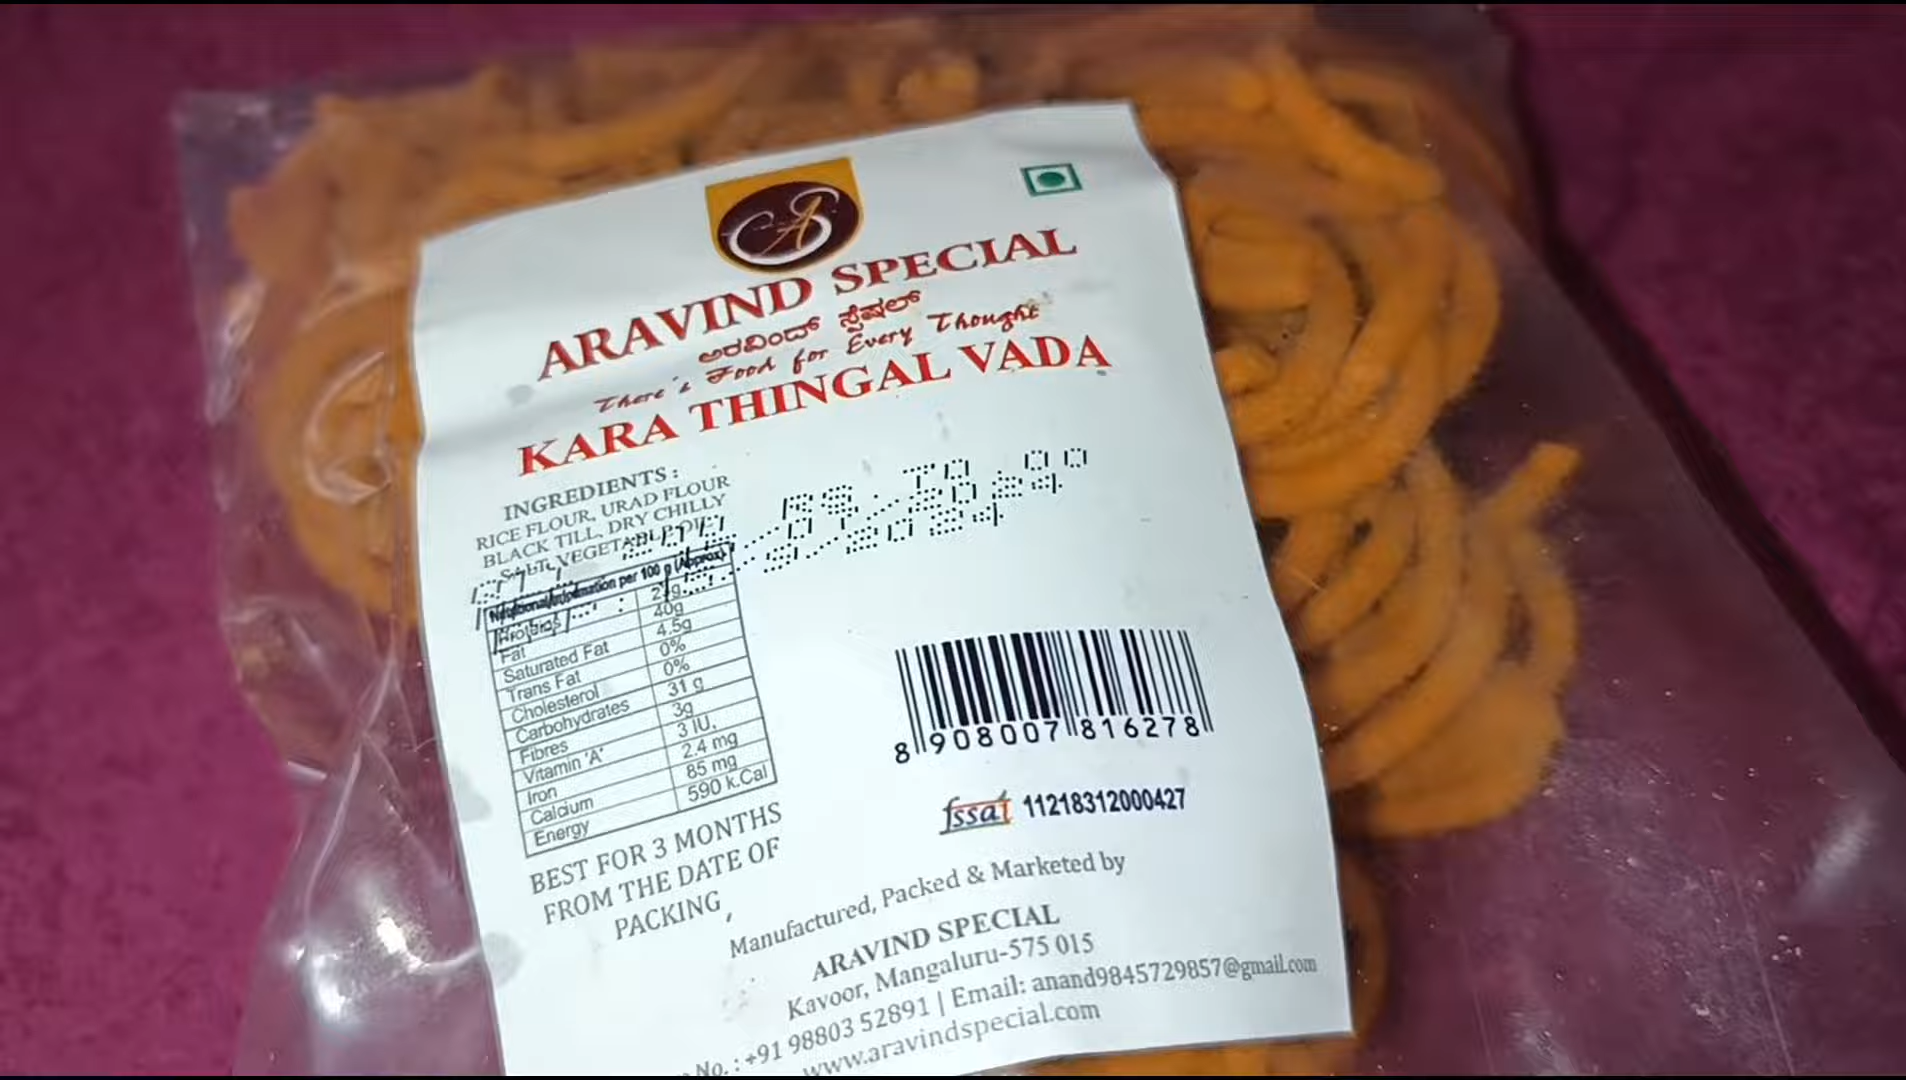 ARAVIND SPECIAL
ಅರವಿಂದ್ ಸ್ಪೆಷಲ್
There's Food for Every Thought
KARA THINGAL VADA
INGREDIENTS :
RICE FLOUR, URAD FLOUR
BLACK TILL, DRY CHILLY
SALT, VEGETABLE OIL
Nutritional Information per 100 g (Approx)
Fat 40g
Saturated Fat 4.5g
Trans Fat 0%
Cholesterol 0%
Carbohydrates 31 g
Fibres 3g
Vitamin 'A' 3 IU.
Iron 2.4 mg
Calcium 85 mg
Energy 590 k.Cal
BEST FOR 3 MONTHS
FROM THE DATE OF
PACKING
8 908007 816278
fssai 11218312000427
Manufactured, Packed & Marketed by
ARAVIND SPECIAL
Kavoor, Mangaluru-575 015
No. : +91 98803 52891 | Email: anand9845729857@gmail.com
www.aravindspecial.com